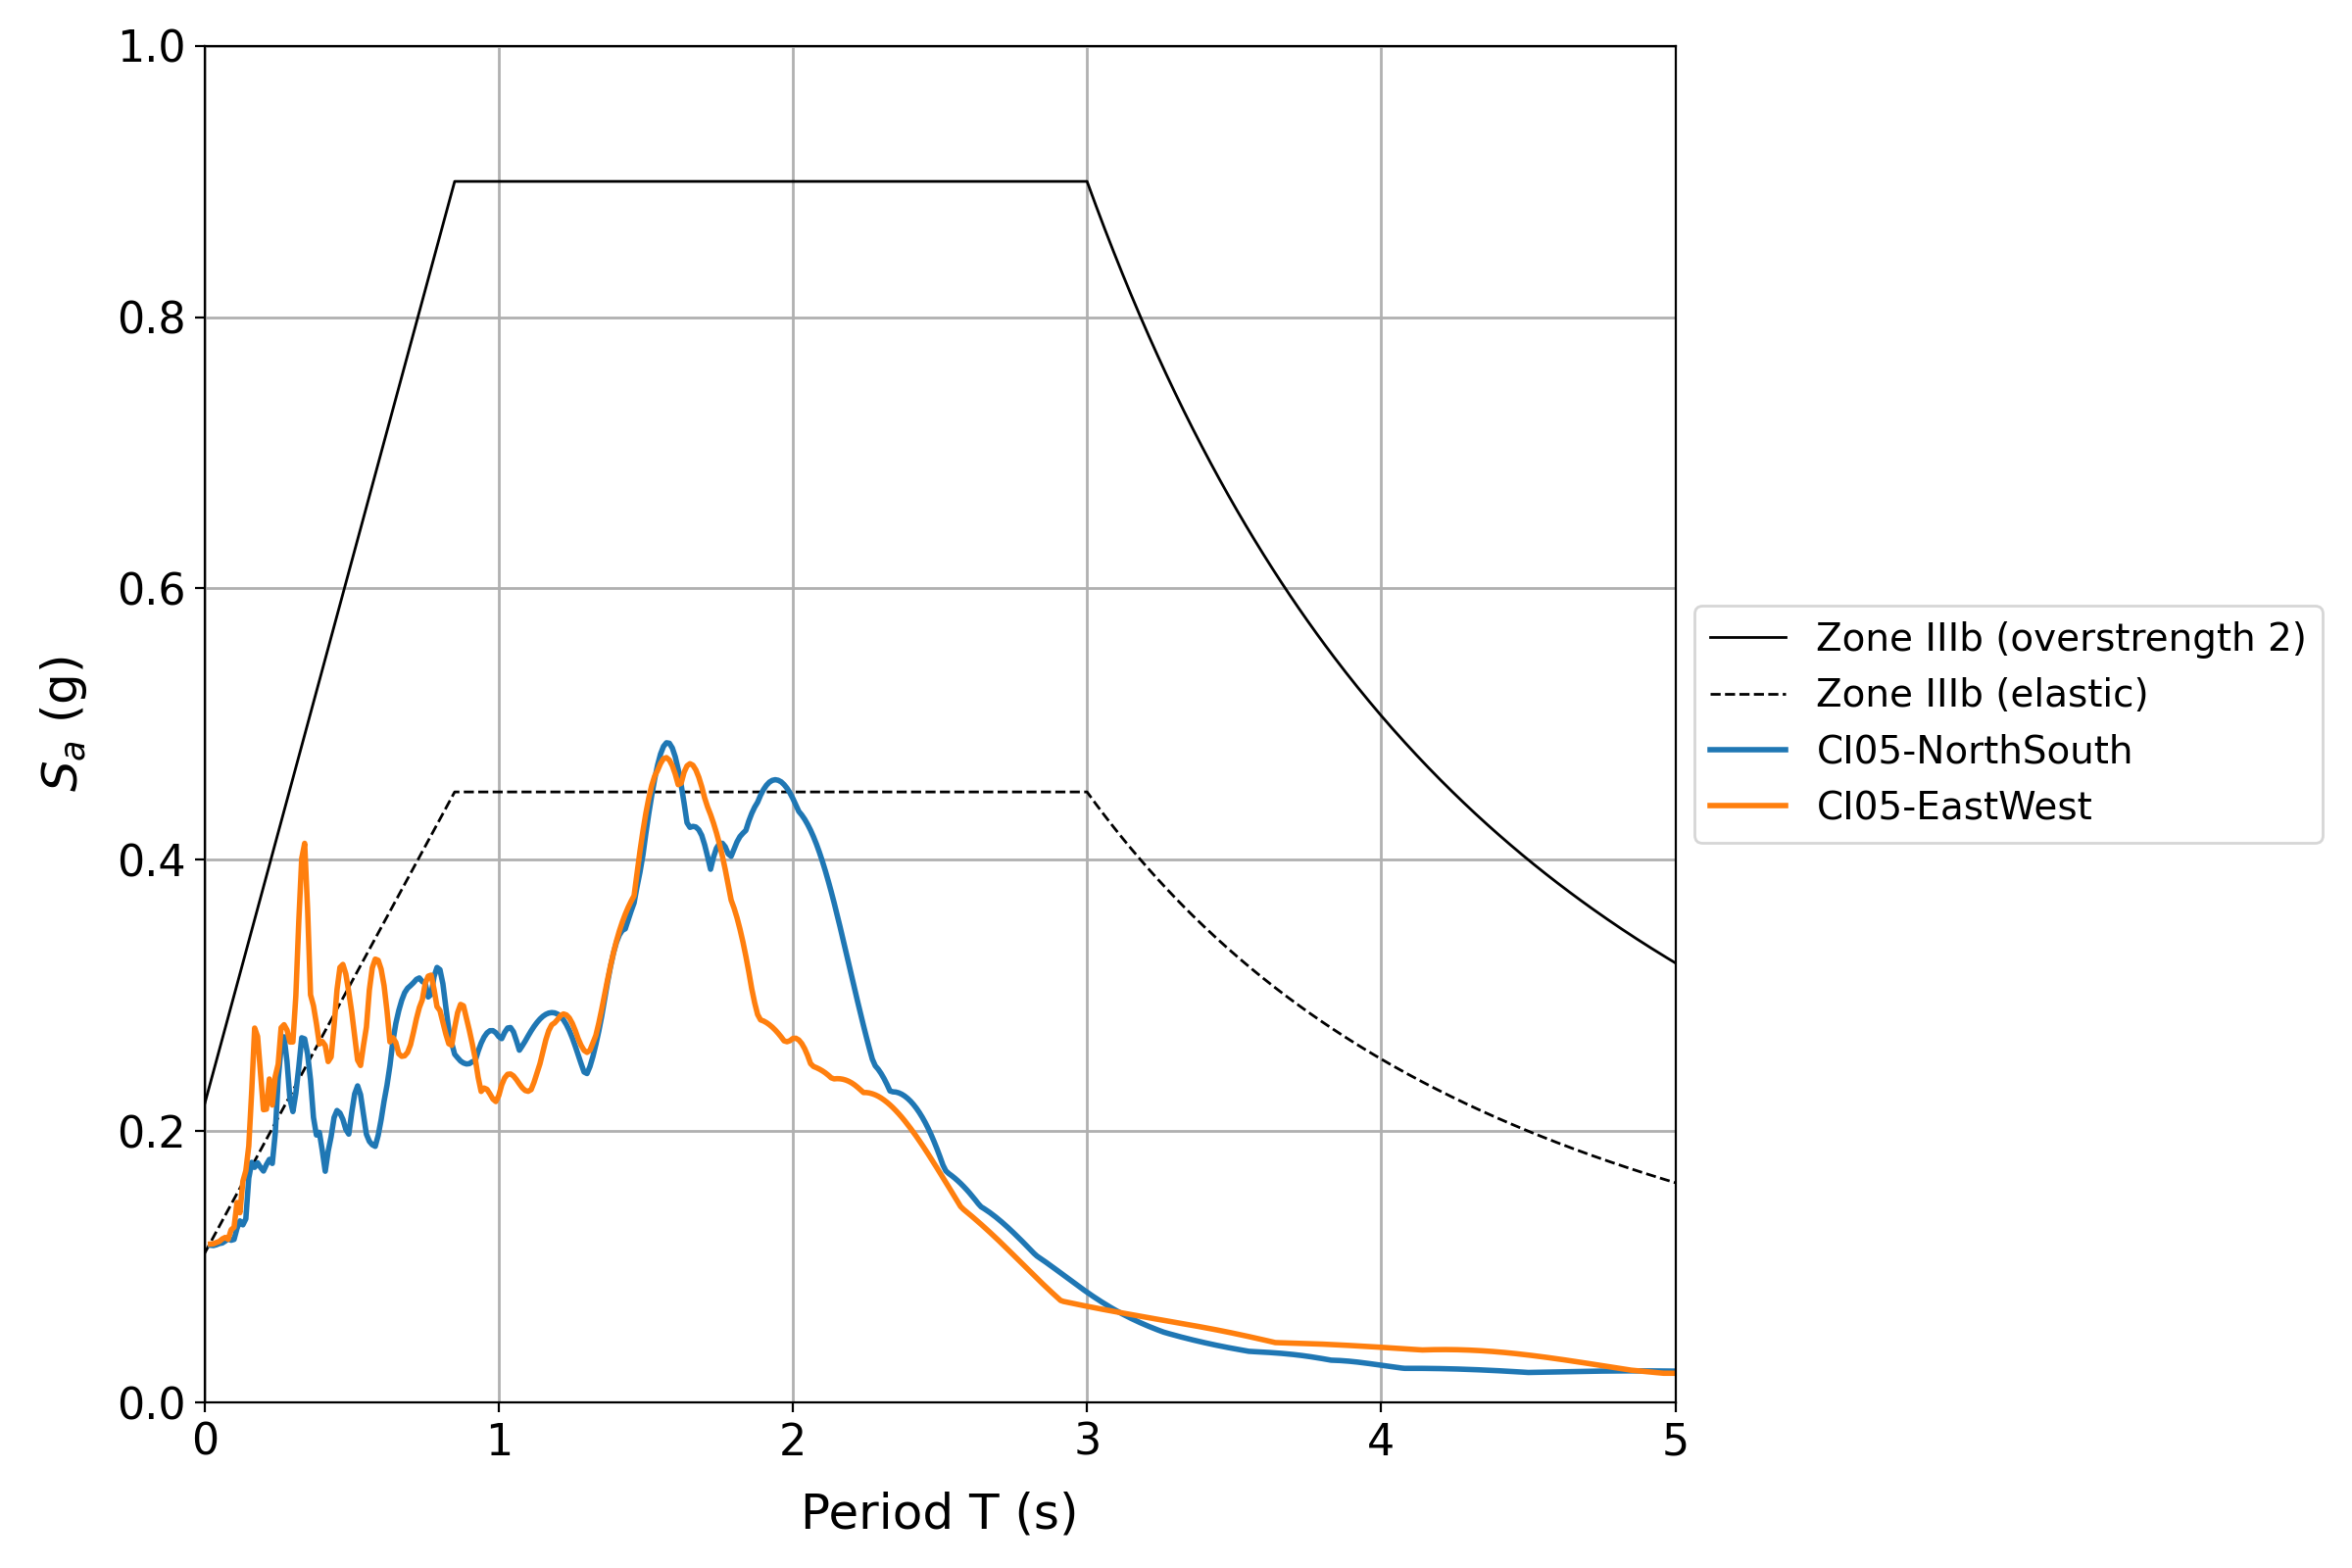 1.0
0.8
0.6
0.4
0.2
0.0
S_a (g)
0 1 2 3 4 5
Period T (s)
Zone IIIb (overstrength 2)
Zone IIIb (elastic)
CI05-NorthSouth
CI05-EastWest